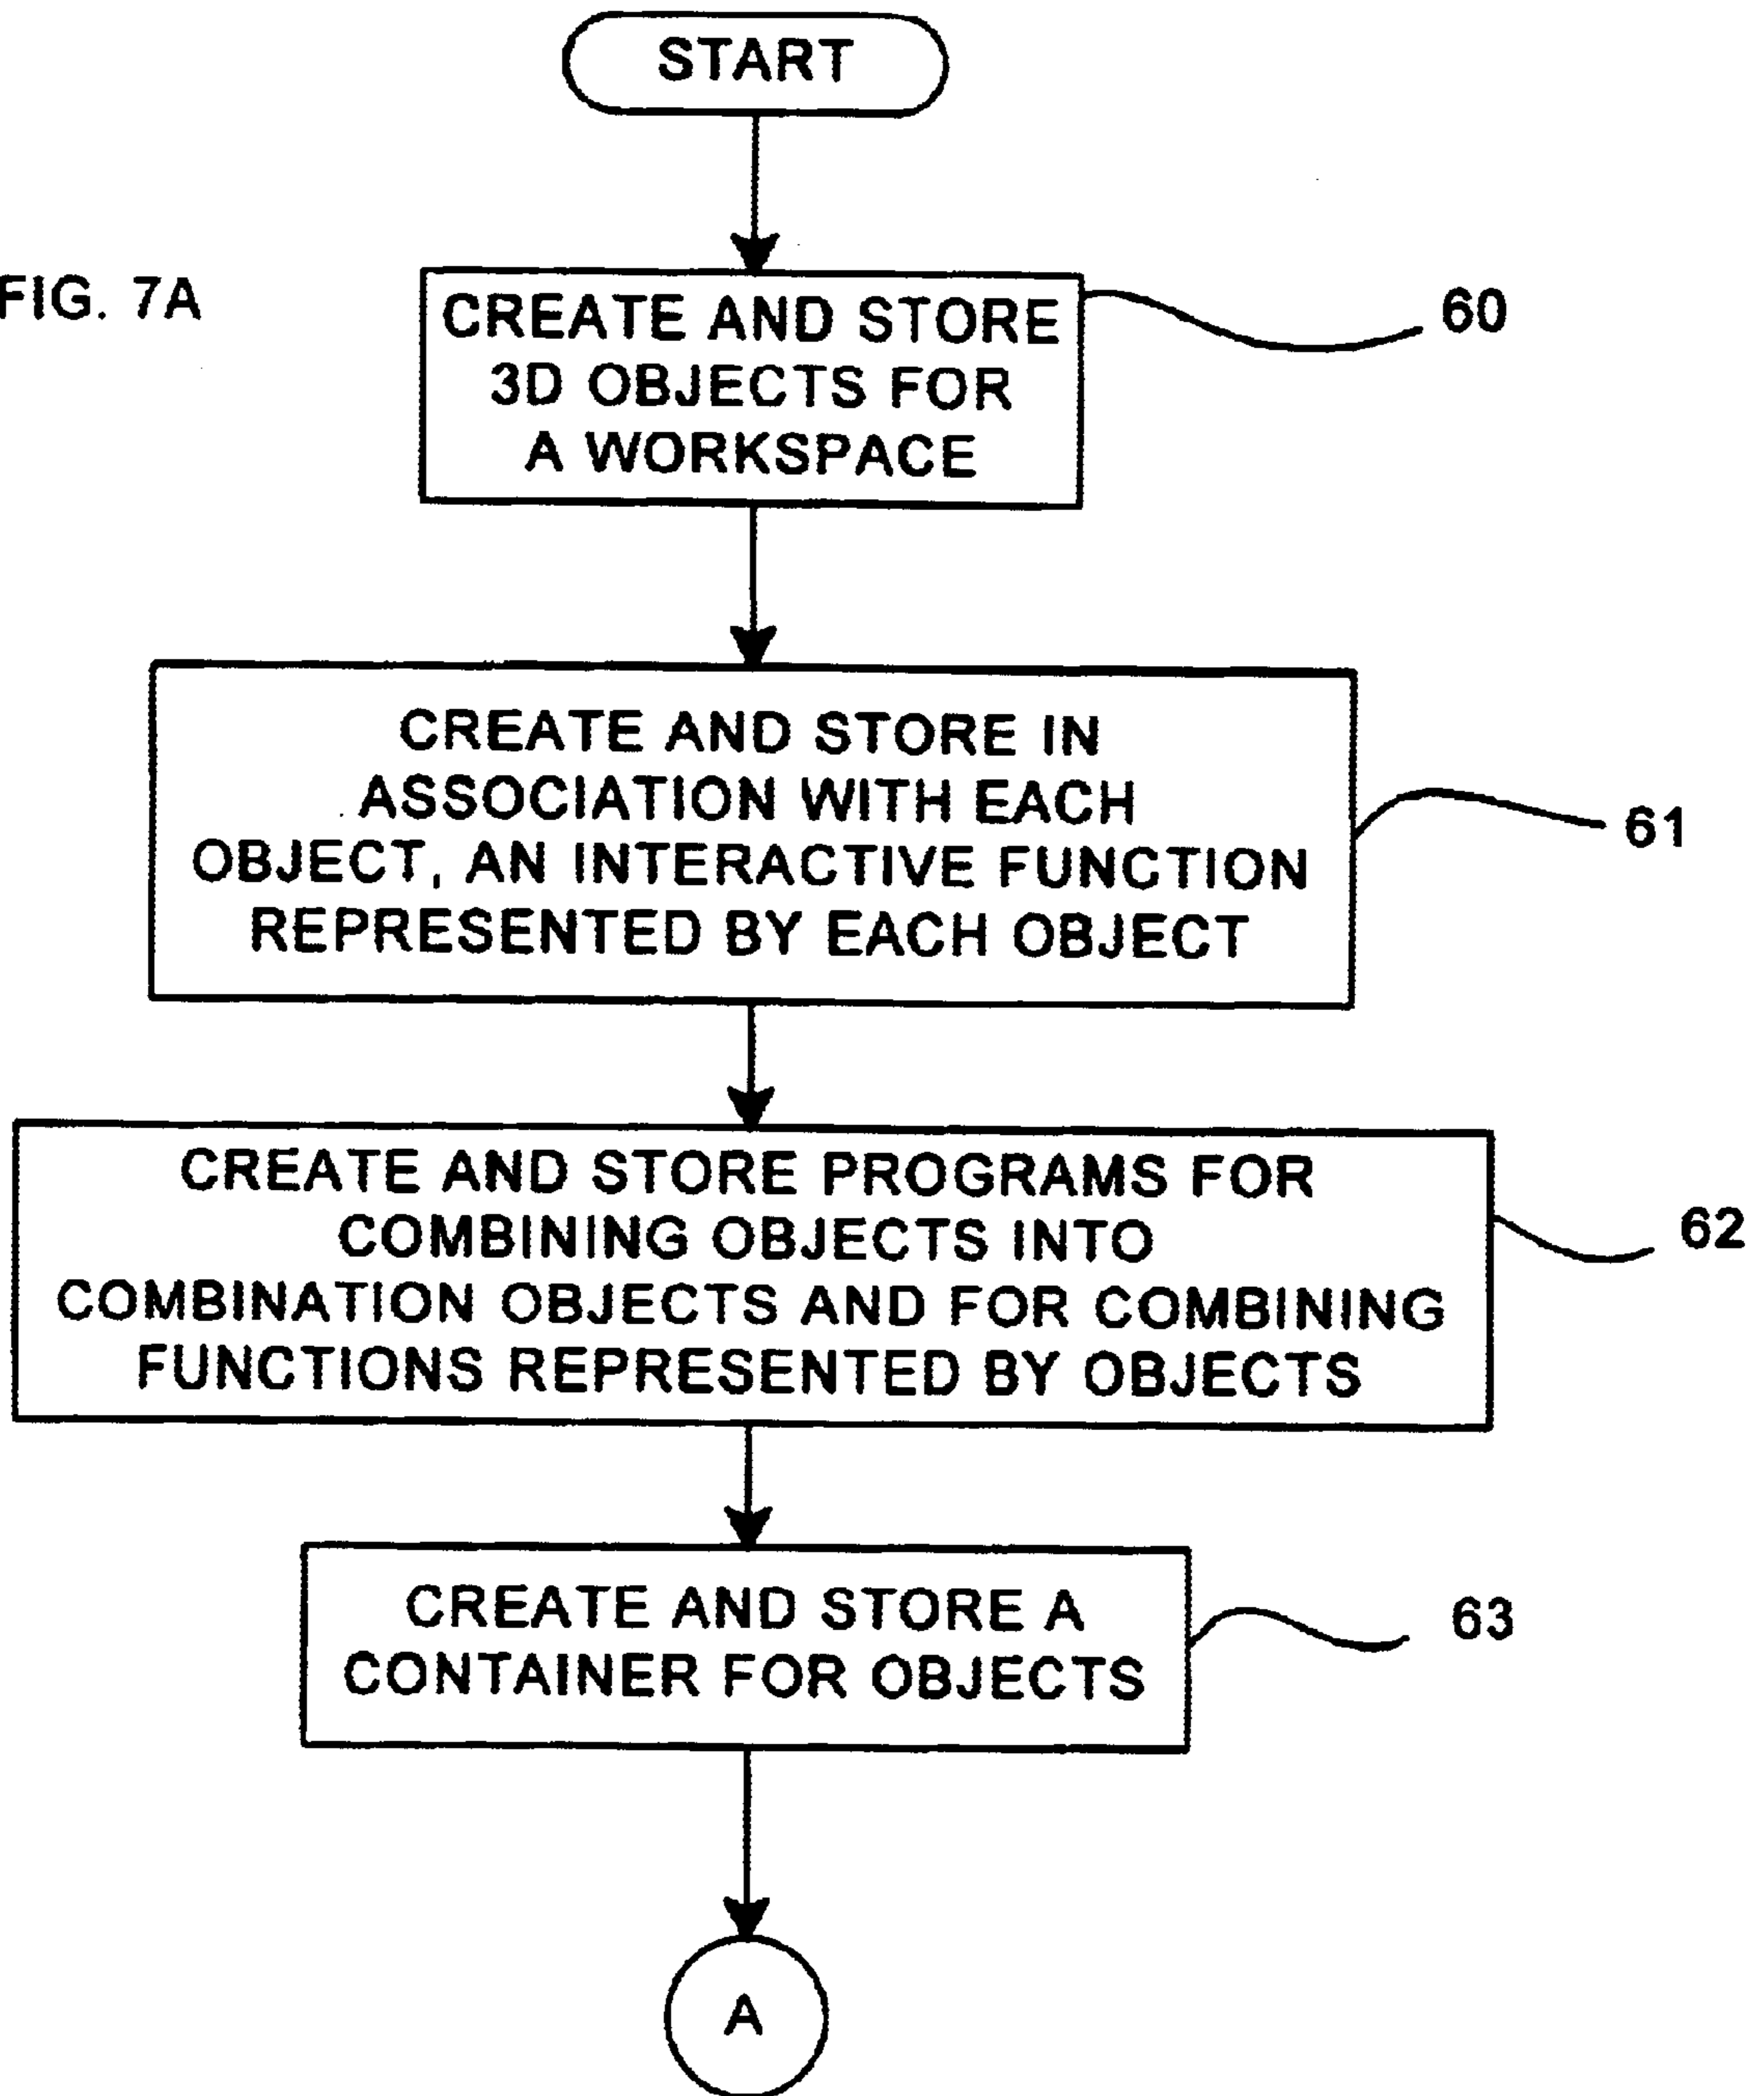 START
FIG. 7A
CREATE AND STORE
3D OBJECTS FOR
A WORKSPACE
60
CREATE AND STORE IN
ASSOCIATION WITH EACH
OBJECT, AN INTERACTIVE FUNCTION
REPRESENTED BY EACH OBJECT
61
CREATE AND STORE PROGRAMS FOR
COMBINING OBJECTS INTO
COMBINATION OBJECTS AND FOR COMBINING
FUNCTIONS REPRESENTED BY OBJECTS
62
CREATE AND STORE A
CONTAINER FOR OBJECTS
63
A